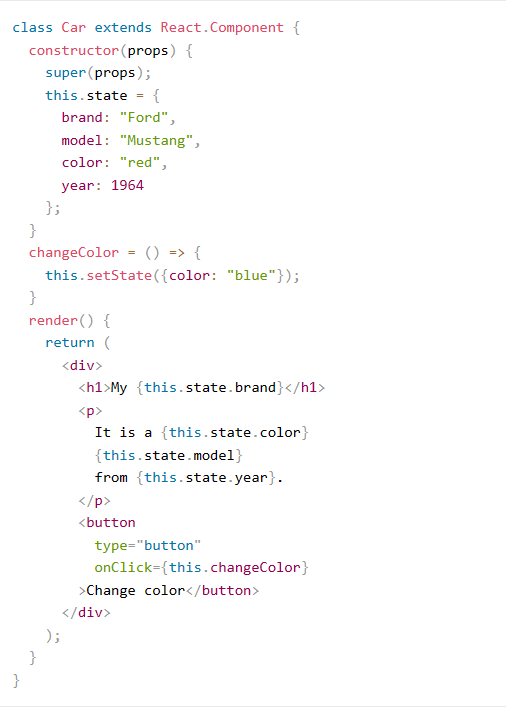 class Car extends React.Component {
  constructor(props) {
    super(props);
    this.state = {
      brand: "Ford",
      model: "Mustang",
      color: "red",
      year: 1964
    };
  }
  changeColor = () => {
    this.setState({color: "blue"});
  }
  render() {
    return (
      <div>
        <h1>My {this.state.brand}</h1>
        <p>
          It is a {this.state.color}
          {this.state.model}
          from {this.state.year}.
        </p>
        <button
          type="button"
          onClick={this.changeColor}
        >Change color</button>
      </div>
    );
  }
}